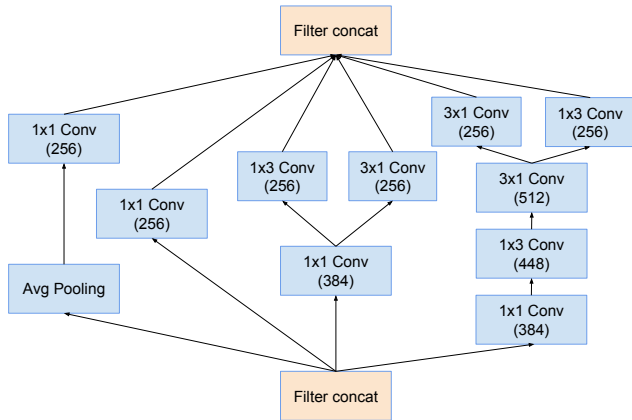 Filter concat
3x1 Conv
(256)
1x3 Conv
(256)
1x1 Conv
(256)
1x3 Conv
(256)
3x1 Conv
(256)
3x1 Conv
(512)
1x1 Conv
(256)
1x3 Conv
(448)
1x1 Conv
(384)
Avg Pooling
1x1 Conv
(384)
Filter concat